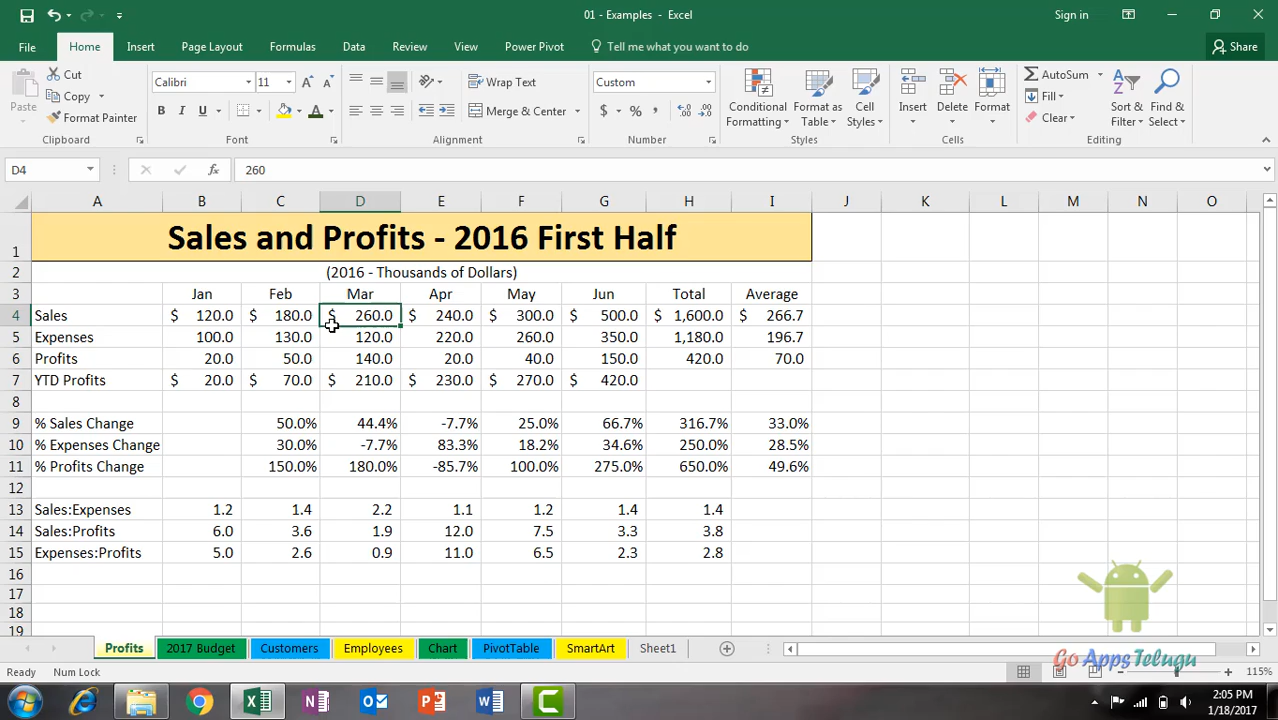 01 - Examples - Excel
Sign in
File Home Insert Page Layout Formulas Data Review View Power Pivot Tell me what you want to do Share
Paste
Cut
Copy
Format Painter
Clipboard
Calibri 11
B I U
Font
Wrap Text
Merge & Center
Alignment
Custom
$ % ,
Number
Conditional Formatting
Format as Table
Cell Styles
Styles
Insert
Delete
Format
Cells
AutoSum
Fill
Clear
Sort & Filter
Find & Select
Editing
D4 fx 260
A B C D E F G H I J K L M N O
1 Sales and Profits - 2016 First Half
2 (2016 - Thousands of Dollars)
3 Jan Feb Mar Apr May Jun Total Average
4 Sales $ 120.0 $ 180.0 $ 260.0 $ 240.0 $ 300.0 $ 500.0 $ 1,600.0 $ 266.7
5 Expenses 100.0 130.0 120.0 220.0 260.0 350.0 1,180.0 196.7
6 Profits 20.0 50.0 140.0 20.0 40.0 150.0 420.0 70.0
7 YTD Profits $ 20.0 $ 70.0 $ 210.0 $ 230.0 $ 270.0 $ 420.0
8
9 % Sales Change 50.0% 44.4% -7.7% 25.0% 66.7% 316.7% 33.0%
10 % Expenses Change 30.0% -7.7% 83.3% 18.2% 34.6% 250.0% 28.5%
11 % Profits Change 150.0% 180.0% -85.7% 100.0% 275.0% 650.0% 49.6%
12
13 Sales:Expenses 1.2 1.4 2.2 1.1 1.2 1.4 1.4
14 Sales:Profits 6.0 3.6 1.9 12.0 7.5 3.3 3.8
15 Expenses:Profits 5.0 2.6 0.9 11.0 6.5 2.3 2.8
16
17
18
19
Profits 2017 Budget Customers Employees Chart PivotTable SmartArt Sheet1
Go AppsTelugu
Ready Num Lock 115%
2:05 PM
1/18/2017